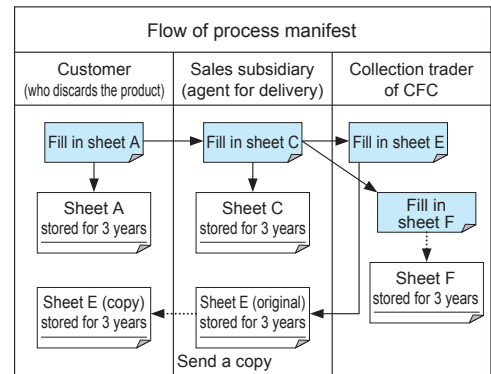 Flow of process manifest
Customer
(who discards the product)
Sales subsidiary
(agent for delivery)
Collection trader
of CFC
Fill in sheet A
Fill in sheet C
Fill in sheet E
Sheet A
stored for 3 years
Sheet C
stored for 3 years
Fill in
sheet F
Sheet F
stored for 3 years
Sheet E (copy)
stored for 3 years
Sheet E (original)
stored for 3 years
Send a copy